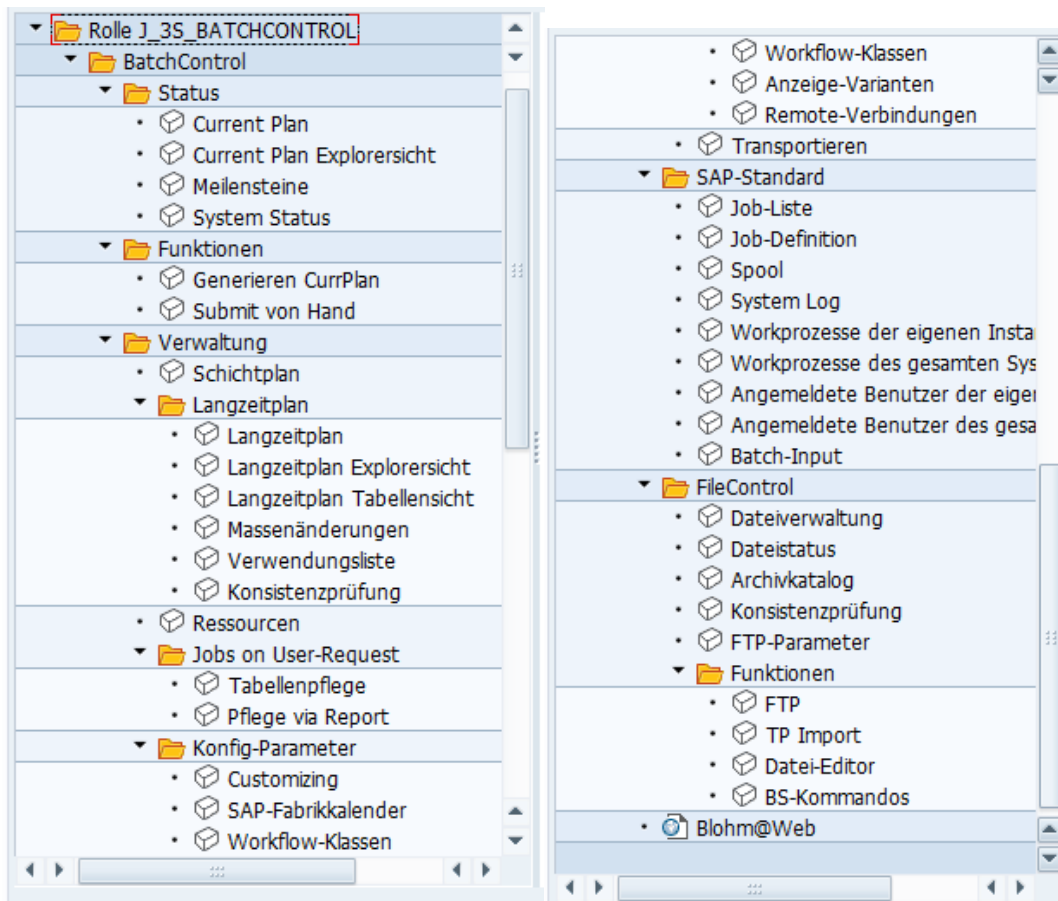 Rolle J_3S_BATCHCONTROL
BatchControl
Status
Current Plan
Current Plan Explorersicht
Meilensteine
System Status
Funktionen
Generieren CurrPlan
Submit von Hand
Verwaltung
Schichtplan
Langzeitplan
Langzeitplan
Langzeitplan Explorersicht
Langzeitplan Tabellensicht
Massenänderungen
Verwendungsliste
Konsistenzprüfung
Ressourcen
Jobs on User-Request
Tabellenpflege
Pflege via Report
Konfig-Parameter
Customizing
SAP-Fabrikkalender
Workflow-Klassen
Workflow-Klassen
Anzeige-Varianten
Remote-Verbindungen
Transportieren
SAP-Standard
Job-Liste
Job-Definition
Spool
System Log
Workprozesse der eigenen Insta
Workprozesse des gesamten Sys
Angemeldete Benutzer der eiger
Angemeldete Benutzer des gesa
Batch-Input
FileControl
Dateiverwaltung
Dateistatus
Archivkatalog
Konsistenzprüfung
FTP-Parameter
Funktionen
FTP
TP Import
Datei-Editor
BS-Kommandos
Blohm@Web